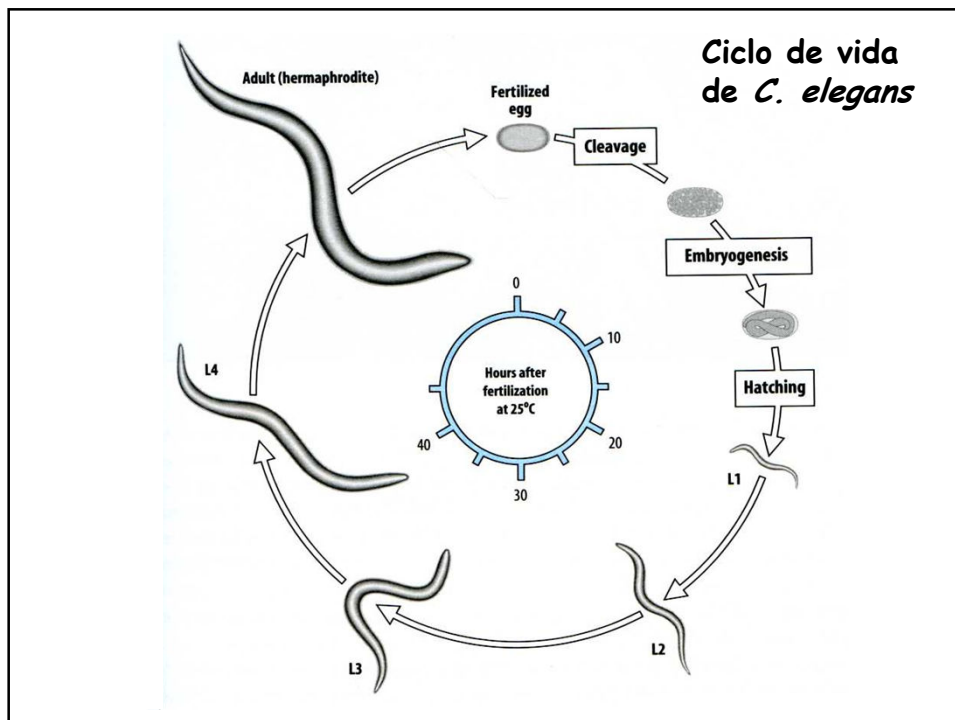 Ciclo de vida
de C. elegans
Adult (hermaphrodite)
Fertilized
egg
Cleavage
Embryogenesis
Hatching
L1
L2
L3
L4
0
10
20
30
40
Hours after
fertilization
at 25°C